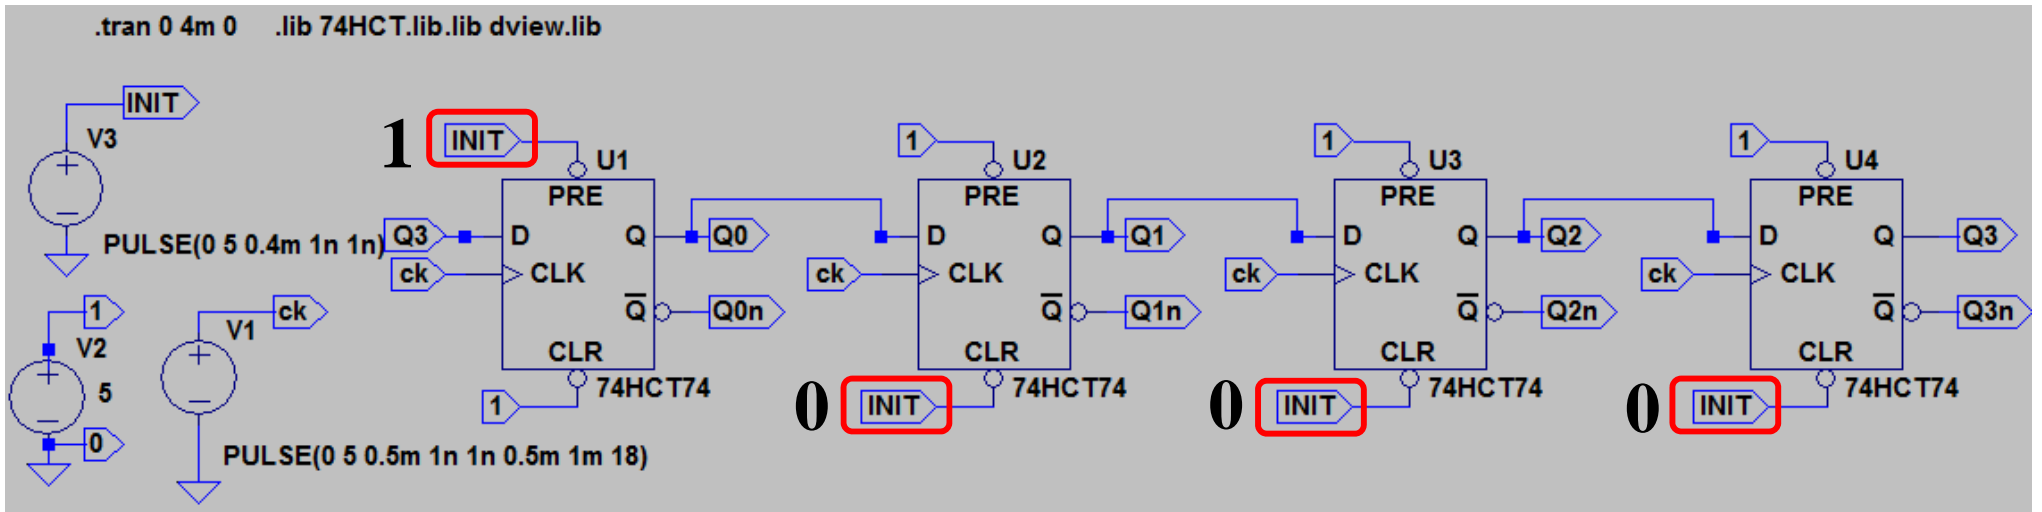 .tran 0 4m 0 .lib 74HCT.lib.lib dview.lib
INIT
V3
PULSE(0 5 0.4m 1n 1n)
1
V2
5
0
ck
V1
PULSE(0 5 0.5m 1n 1n 0.5m 1m 18)
1 INIT
U1
PRE
Q3 D Q Q0
ck CLK
Q Q0n
CLR
1 74HCT74
1
U2
PRE
D Q Q1
ck CLK
Q Q1n
CLR
0 INIT 74HCT74
1
U3
PRE
D Q Q2
ck CLK
Q Q2n
CLR
0 INIT 74HCT74
1
U4
PRE
D Q Q3
ck CLK
Q Q3n
CLR
0 INIT 74HCT74